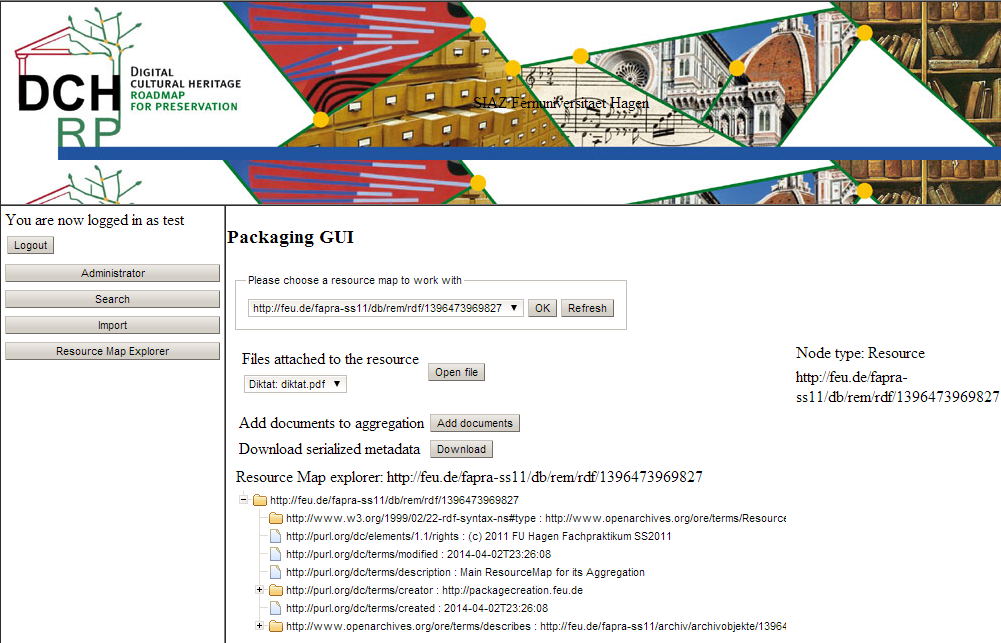 DCH
RP
DIGITAL
CULTURAL HERITAGE
ROADMAP
FOR PRESERVATION
SIAZ Fernuniversitaet Hagen
You are now logged in as test
Logout
Administrator
Search
Import
Resource Map Explorer
Packaging GUI
Please choose a resource map to work with
http://feu.de/fapra-ss11/db/rem/rdf/1396473969827 OK Refresh
Files attached to the resource
Diktat: diktat.pdf
Open file
Add documents to aggregation Add documents
Download serialized metadata Download
Resource Map explorer: http://feu.de/fapra-ss11/db/rem/rdf/1396473969827
http://feu.de/fapra-ss11/db/rem/rdf/1396473969827
http://www.w3.org/1999/02/22-rdf-syntax-ns#type : http://www.openarchives.org/ore/terms/Resource
http://purl.org/dc/elements/1.1/rights : (c) 2011 FU Hagen Fachpraktikum SS2011
http://purl.org/dc/terms/modified : 2014-04-02T23:26:08
http://purl.org/dc/terms/description : Main ResourceMap for its Aggregation
http://purl.org/dc/terms/creator : http://packagecreation.feu.de
http://purl.org/dc/terms/created : 2014-04-02T23:26:08
http://www.openarchives.org/ore/terms/describes : http://feu.de/fapra-ss11/archiv/archivobjekte/13964
Node type: Resource
http://feu.de/fapra-
ss11/db/rem/rdf/1396473969827